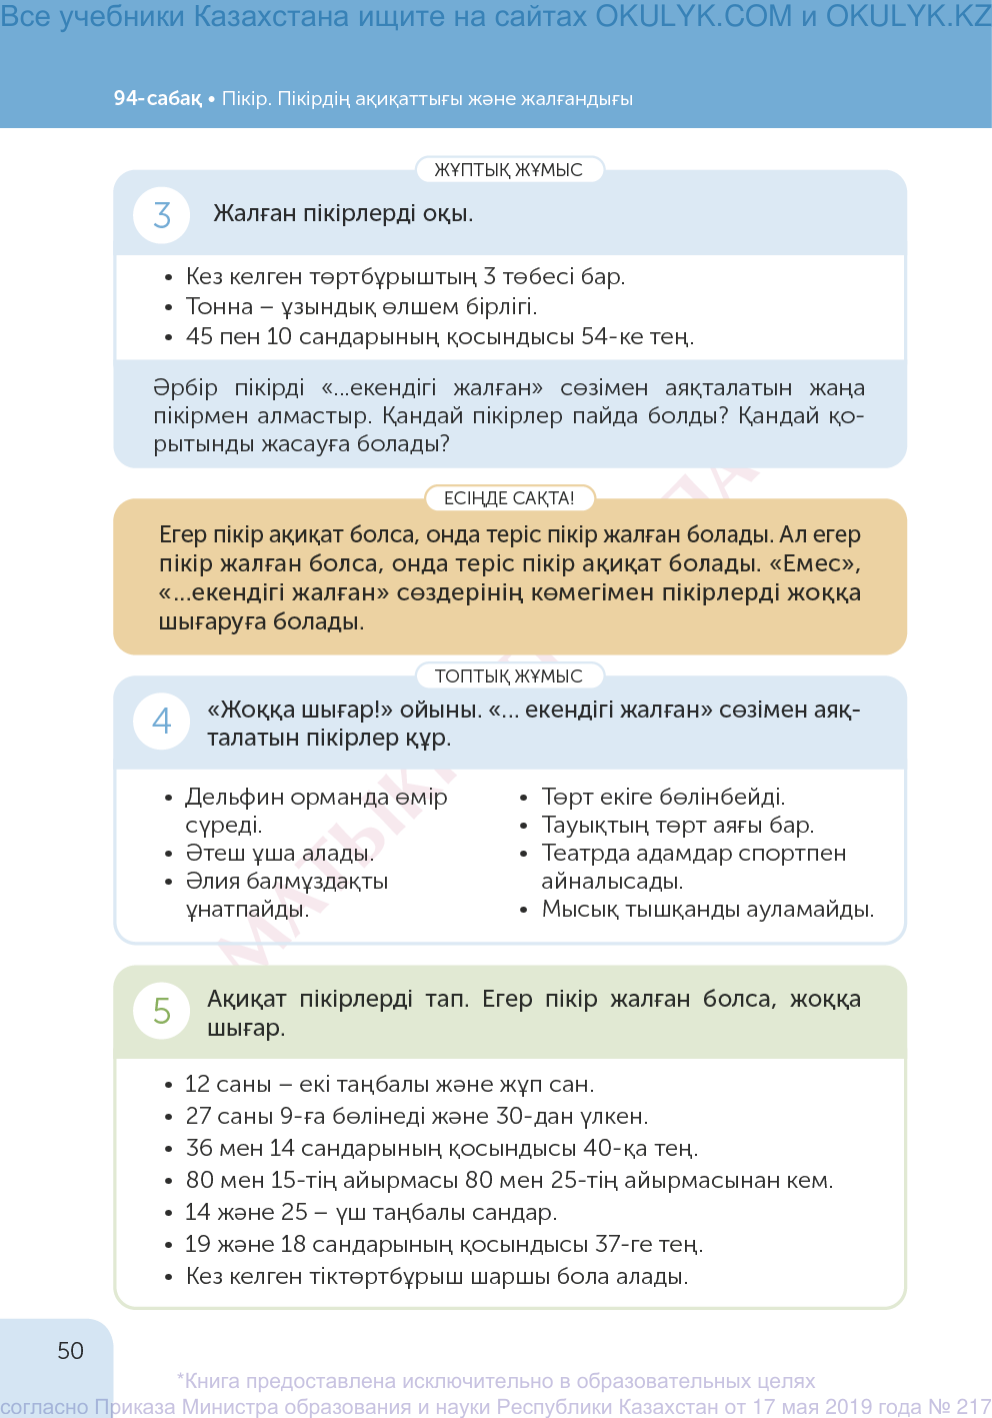 Все учебники Казахстана ищите на сайтах OKULYK.COM и OKULYK.KZ
94-сабақ • Пікір. Пікірдің ақиқаттығы және жалғандығы
ЖҰПТЫҚ ЖҰМЫС
3
Жалған пікірлерді оқы.
• Кез келген төртбұрыштың 3 төбесі бар.
• Тонна – ұзындық өлшем бірлігі.
• 45 пен 10 сандарының қосындысы 54-ке тең.
Әрбір пікірді «...екендігі жалған» сөзімен аяқталатын жаңа
пікірмен алмастыр. Қандай пікірлер пайда болды? Қандай қо-
рытынды жасауға болады?
ЕСІҢДЕ САҚТА!
Егер пікір ақиқат болса, онда теріс пікір жалған болады. Ал егер
пікір жалған болса, онда теріс пікір ақиқат болады. «Емес»,
«...екендігі жалған» сөздерінің көмегімен пікірлерді жоққа
шығаруға болады.
ТОПТЫҚ ЖҰМЫС
4
«Жоққа шығар!» ойыны. «... екендігі жалған» сөзімен аяқ-
талатын пікірлер құр.
• Дельфин орманда өмір
сүреді.
• Әтеш ұша алады.
• Әлия балмұздақты
ұнатпайды.
• Төрт екіге бөлінбейді.
• Тауықтың төрт аяғы бар.
• Театрда адамдар спортпен
айналысады.
• Мысық тышқанды ауламайды.
5
Ақиқат пікірлерді тап. Егер пікір жалған болса, жоққа
шығар.
• 12 саны – екі таңбалы және жұп сан.
• 27 саны 9-ға бөлінеді және 30-дан үлкен.
• 36 мен 14 сандарының қосындысы 40-қа тең.
• 80 мен 15-тің айырмасы 80 мен 25-тің айырмасынан кем.
• 14 және 25 – үш таңбалы сандар.
• 19 және 18 сандарының қосындысы 37-ге тең.
• Кез келген тіктөртбұрыш шаршы бола алады.
50
*Книга предоставлена исключительно в образовательных целях
согласно Приказа Министра образования и науки Республики Казахстан от 17 мая 2019 года № 217